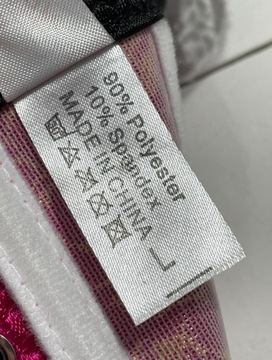 90% Polyester
10% Spandex
MADE IN CHINA
L